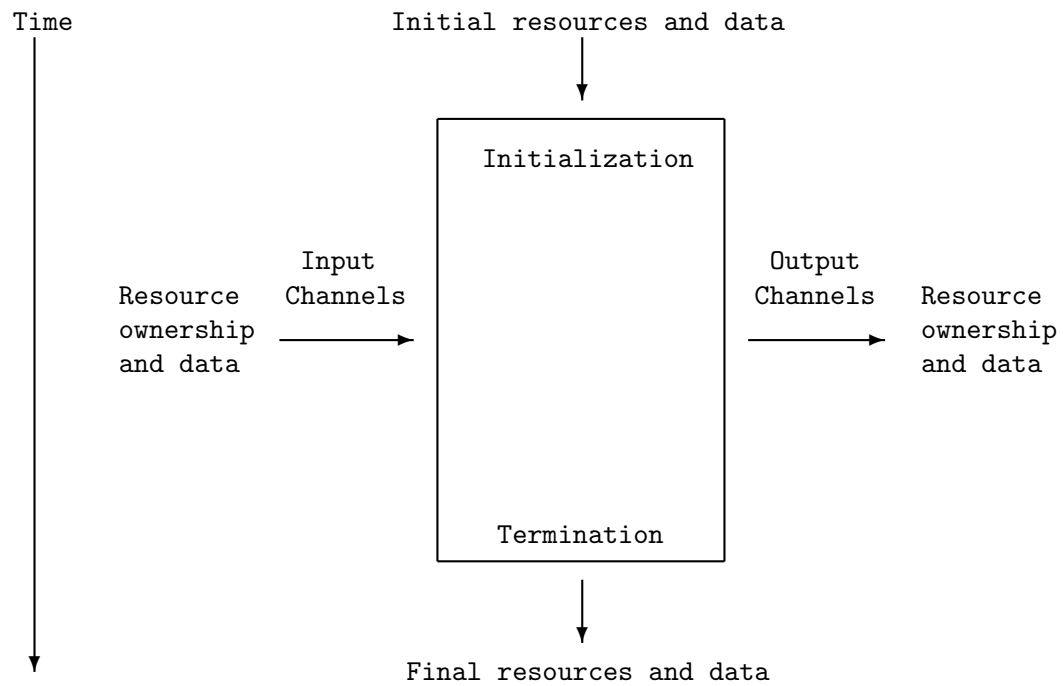 Time
Initial resources and data
Initialization
Input
Channels
Resource
ownership
and data
Output
Channels
Resource
ownership
and data
Termination
Final resources and data